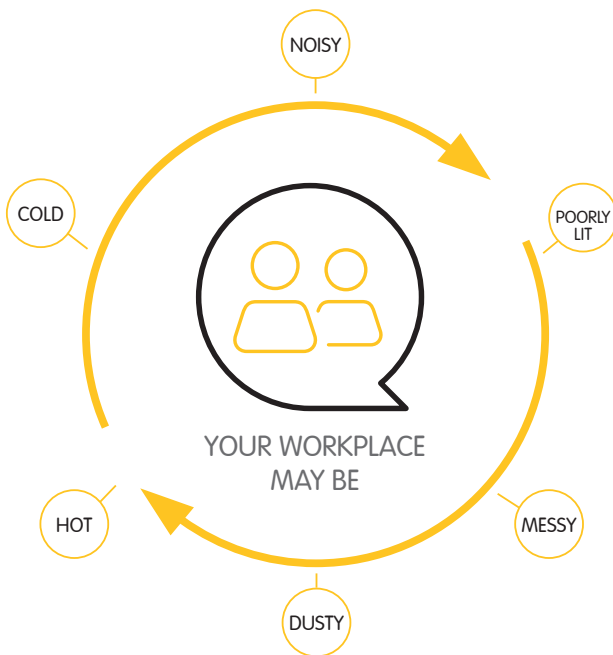 NOISY
COLD
POORLY
LIT
YOUR WORKPLACE
MAY BE
HOT
MESSY
DUSTY